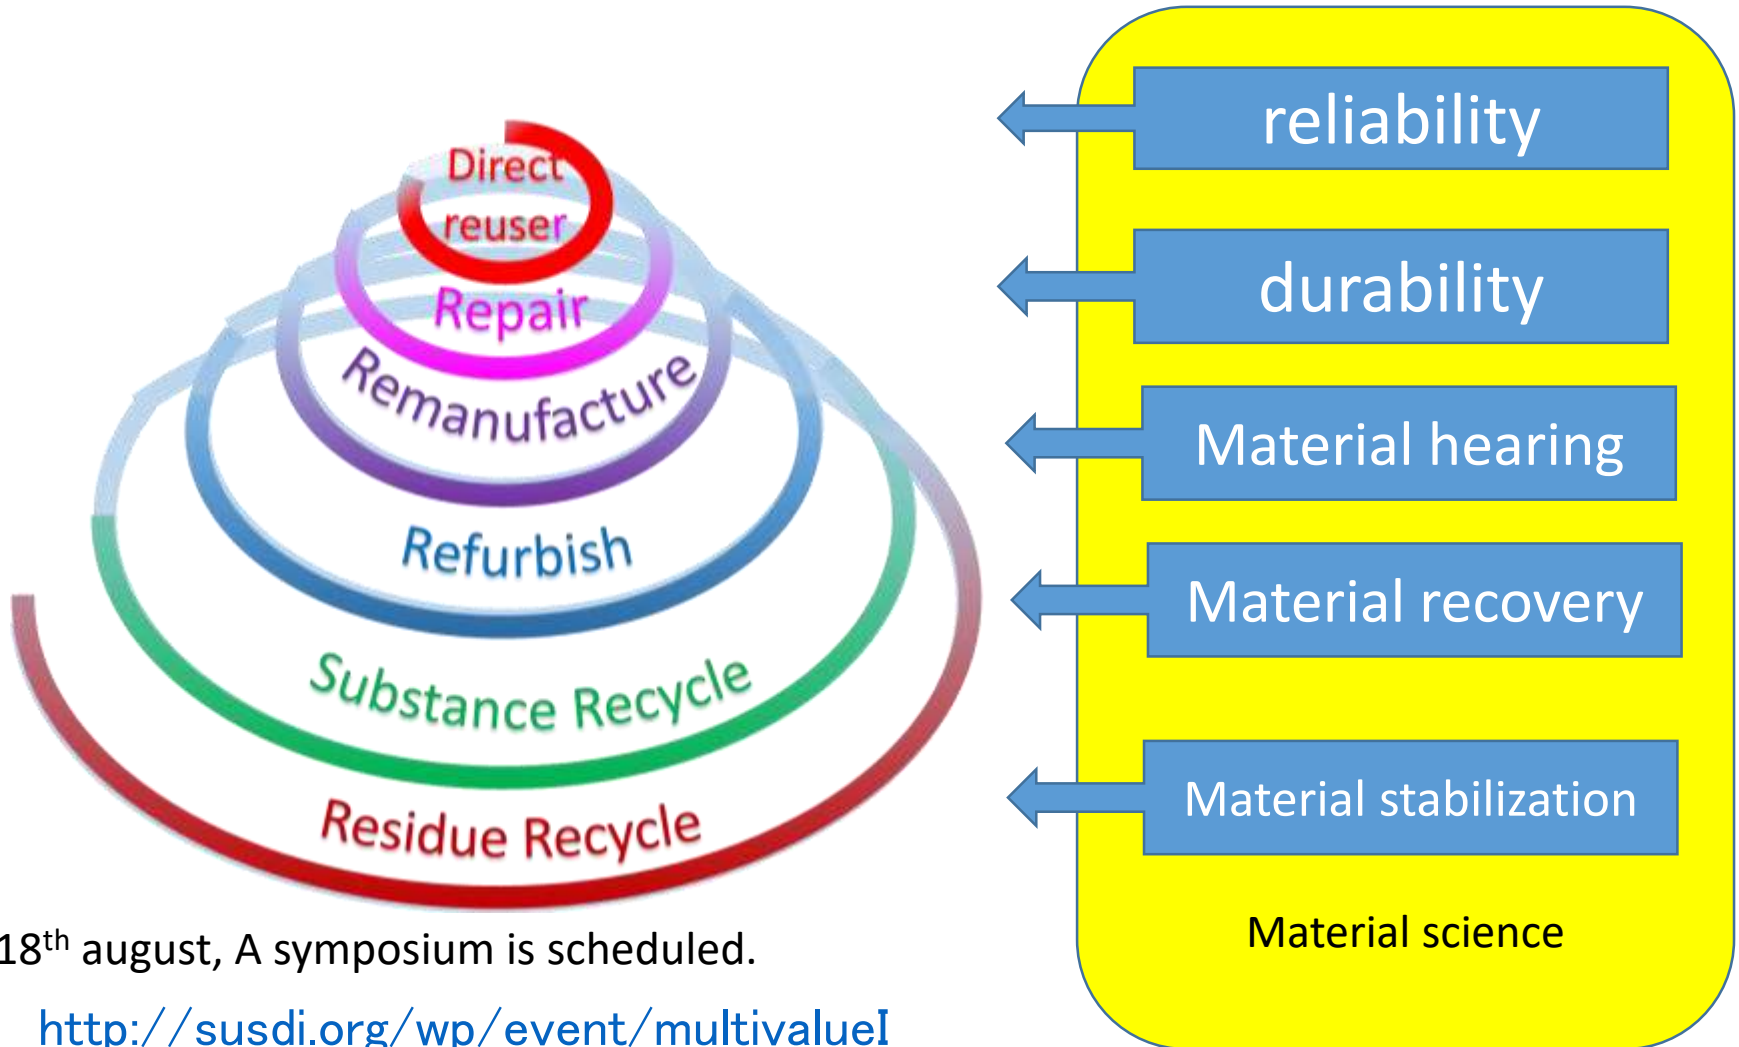 Direct
reuser
Repair
Remanufacture
Refurbish
Substance Recycle
Residue Recycle
18th august, A symposium is scheduled.
http://susdi.org/wp/event/multivalueI
reliability
durability
Material hearing
Material recovery
Material stabilization
Material science